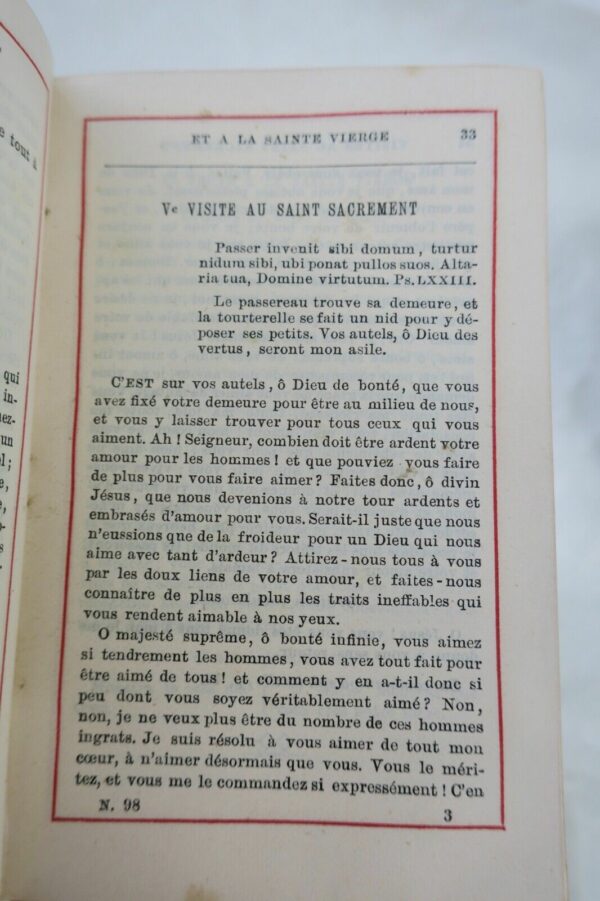 e tout à
qui
in-
un
ET A LA SAINTE VIERGE 33
Ve VISITE AU SAINT SACREMENT
Passer invenit sibi domum, turtur
nidum sibi, ubi ponat pullos suos. Alta-
ria tua, Domine virtutum. Ps. LXXIII.
Le passereau trouve sa demeure, et
la tourterelle se fait un nid pour y dé-
poser ses petits. Vos autels, ô Dieu des
vertus, seront mon asile.
C'EST sur vos autels, ô Dieu de bonté, que vous
avez fixé votre demeure pour être au milieu de nous,
et vous y laisser trouver pour tous ceux qui vous
aiment. Ah ! Seigneur, combien doit être ardent votre
amour pour les hommes ! et que pouviez vous faire
de plus pour vous faire aimer ? Faites donc, ô divin
Jésus, que nous devenions à notre tour ardents et
embrasés d'amour pour vous. Serait-il juste que nous
n'eussions que de la froideur pour un Dieu qui nous
aime avec tant d'ardeur ? Attirez-nous tous à vous
par les doux liens de votre amour, et faites-nous
connaître de plus en plus les traits ineffables qui
vous rendent aimable à nos yeux.
O majesté suprême, ô bonté infinie, vous aimez
si tendrement les hommes, vous avez tout fait pour
être aimé de tous ! et comment y en a-t-il donc si
peu dont vous soyez véritablement aimé ? Non,
non, je ne veux plus être du nombre de ces hommes
ingrats. Je suis résolu à vous aimer de tout mon
cœur, à n'aimer désormais que vous. Vous le méri-
tez, et vous me le commandez si expressément ! C'en
N. 98 3